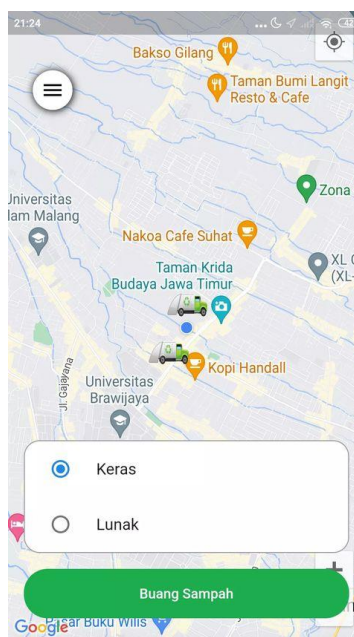 21:24
Bakso Gilang
Taman Bumi Langit
Resto & Cafe
Zona
Jniversitas
lam Malang
Nakoa Cafe Suhat
XL
(XL-
Taman Krida
Budaya Jawa Timur
Kopi Handall
Jl. Gajayana
Universitas
Brawijaya
Keras
Lunak
Buang Sampah
Google
Pasar Buku Wilis